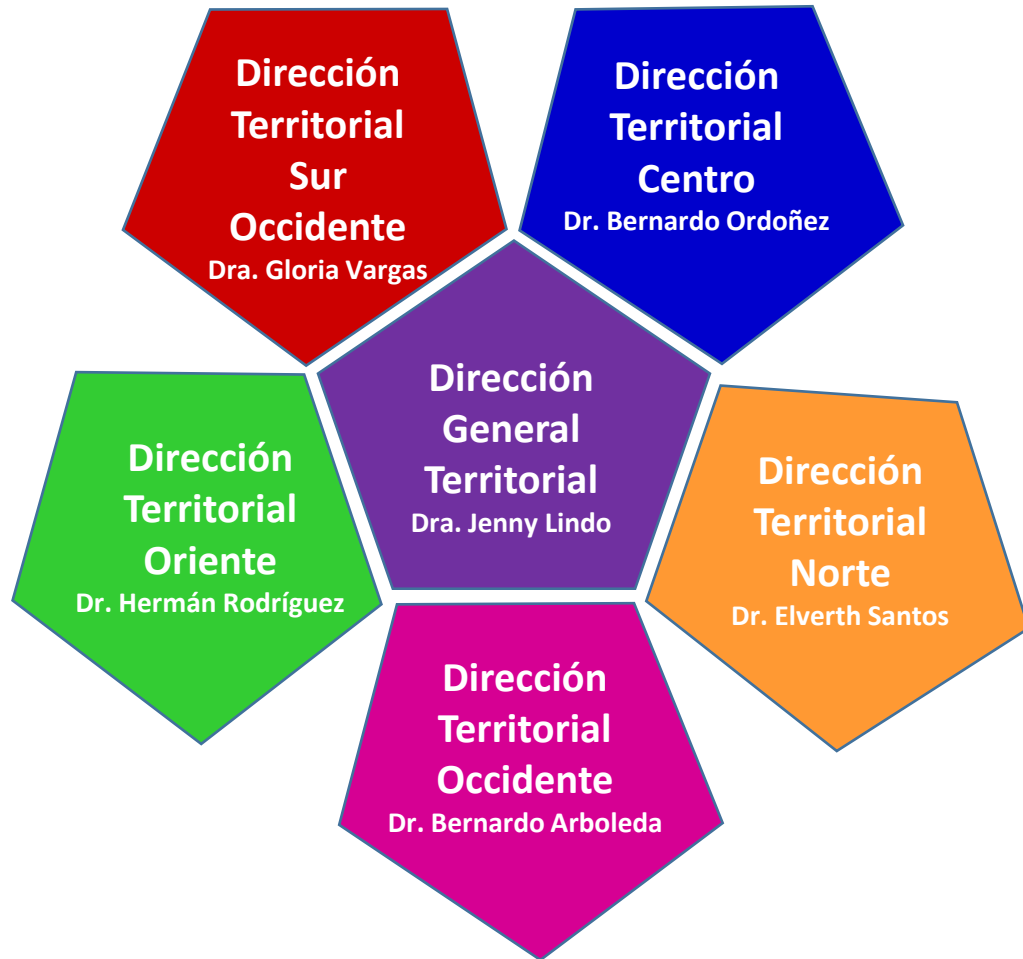 Dirección
Territorial
Sur
Occidente
Dra. Gloria Vargas
Dirección
Territorial
Centro
Dr. Bernardo Ordoñez
Dirección
General
Territorial
Dra. Jenny Lindo
Dirección
Territorial
Oriente
Dr. Hermán Rodríguez
Dirección
Territorial
Norte
Dr. Elverth Santos
Dirección
Territorial
Occidente
Dr. Bernardo Arboleda